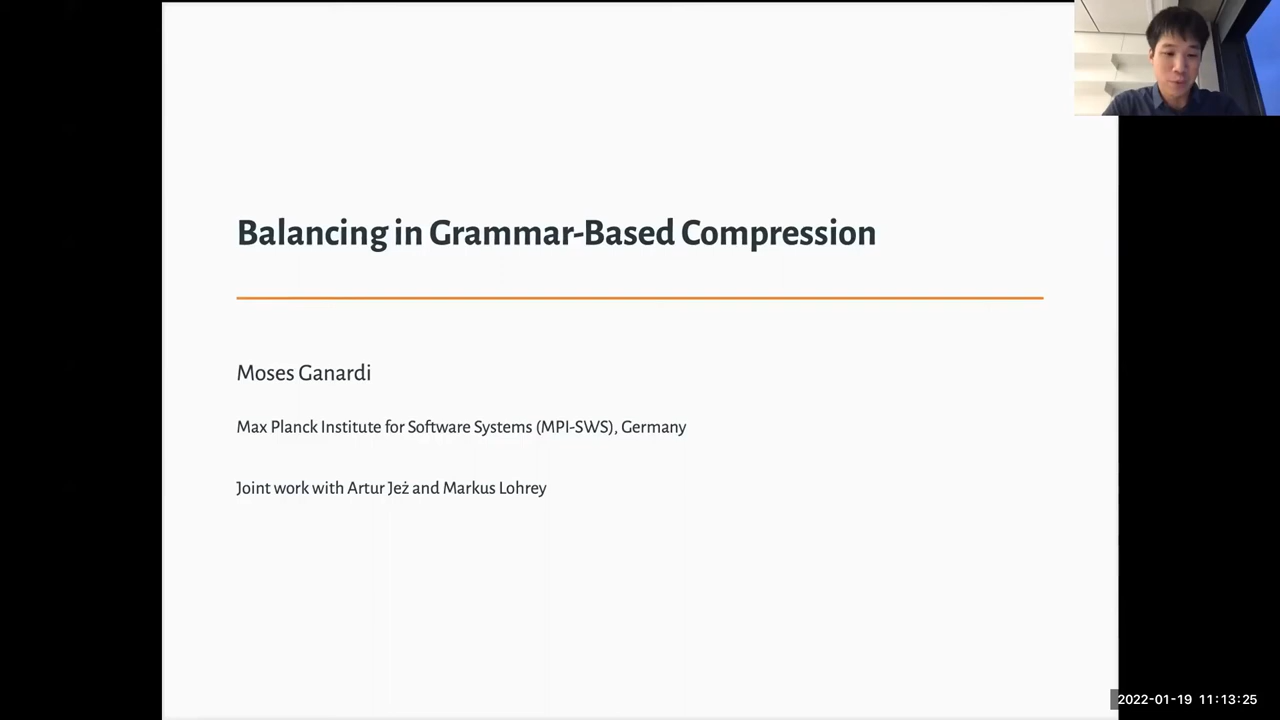 Balancing in Grammar-Based Compression
Moses Ganardi
Max Planck Institute for Software Systems (MPI-SWS), Germany
Joint work with Artur Jeż and Markus Lohrey
2022-01-19 11:13:25